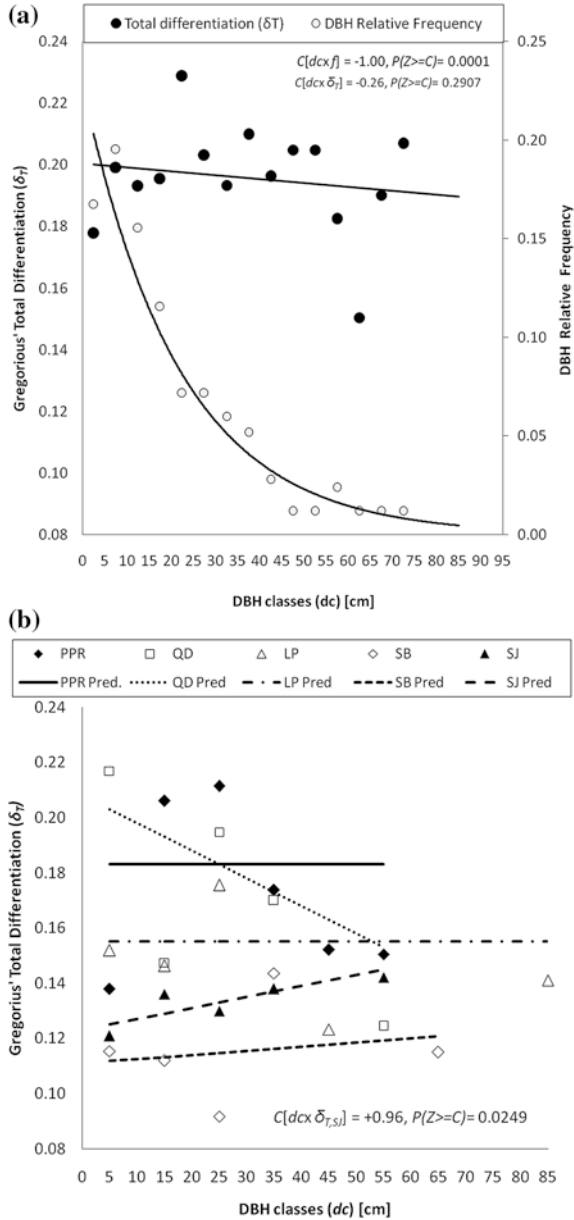 (a)
Total differentiation (δT) DBH Relative Frequency
C[dcx f] = -1.00, P(Z>=C)= 0.0001
C[dcx δT] = -0.26, P(Z>=C)= 0.2907
Gregorious' Total Differentiation (δT)
0.24
0.22
0.20
0.18
0.16
0.14
0.12
0.10
0.08
0.25
0.20
0.15
0.10
0.05
0.00
DBH Relative Frequency
0 5 10 15 20 25 30 35 40 45 50 55 60 65 70 75 80 85 90 95
DBH classes (dc) [cm]
(b)
PPR QD LP SB SJ
PPR Pred. QD Pred LP Pred SB Pred SJ Pred
Gregorius' Total Differentiation (δT)
0.24
0.22
0.20
0.18
0.16
0.14
0.12
0.10
0.08
C[dcx δT,SJ] = +0.96, P(Z>=C)= 0.0249
5 10 15 20 25 30 35 40 45 50 55 60 65 70 75 80 85
DBH classes (dc) [cm]